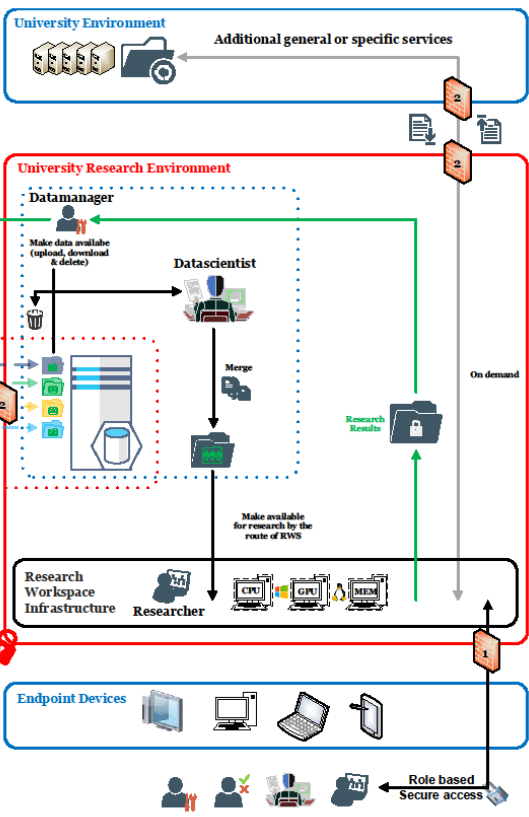 University Environment
Additional general or specific services
2
2
University Research Environment
Datamanager
Make data availabe
(upload, download
& delete)
Datascientist
Merge
On demand
2
Research
Results
Make available
for research by the
route of RWS
Research
Workspace
Infrastructure
Researcher
CPU
GPU
MEM
1
Endpoint Devices
Role based
Secure access